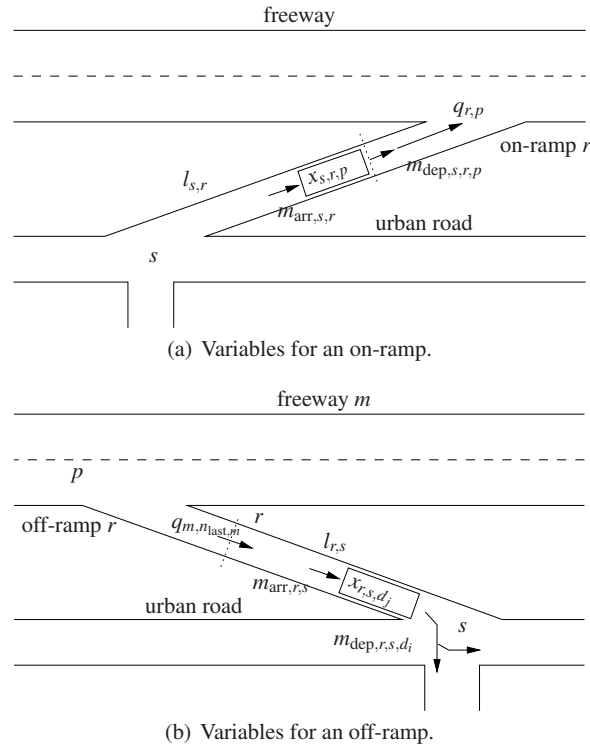 freeway
q_{r,p}
on-ramp r
x_{s,r,p}
m_{dep,s,r,p}
l_{s,r}
m_{arr,s,r}
urban road
s
(a) Variables for an on-ramp.
freeway m
p
off-ramp r
q_{m,n_{last,m}}
r
l_{r,s}
m_{arr,r,s}
x_{r,s,d_j}
urban road
m_{dep,r,s,d_i}
s
(b) Variables for an off-ramp.